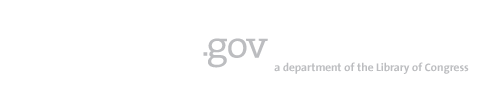 .gov
a department of the Library of Congress